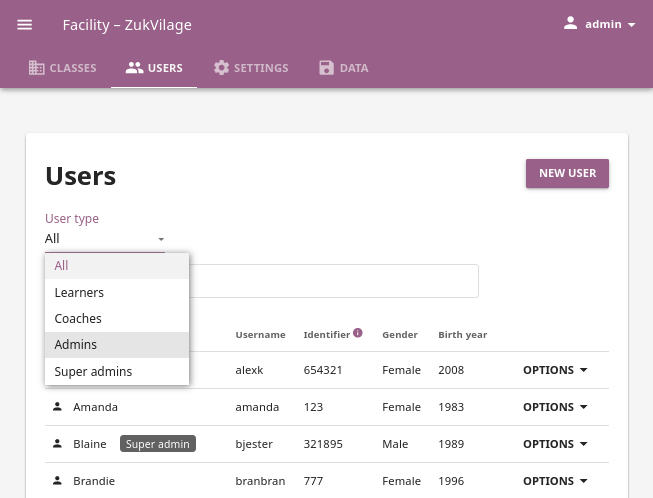 Facility – ZukVilage
admin
CLASSES USERS SETTINGS DATA
Users
NEW USER
User type
All
All
Learners
Coaches
Admins
Super admins
Username Identifier Gender Birth year
alexk 654321 Female 2008 OPTIONS
Amanda amanda 123 Female 1983 OPTIONS
Blaine Super admin bjester 321895 Male 1989 OPTIONS
Brandie branbran 777 Female 1996 OPTIONS